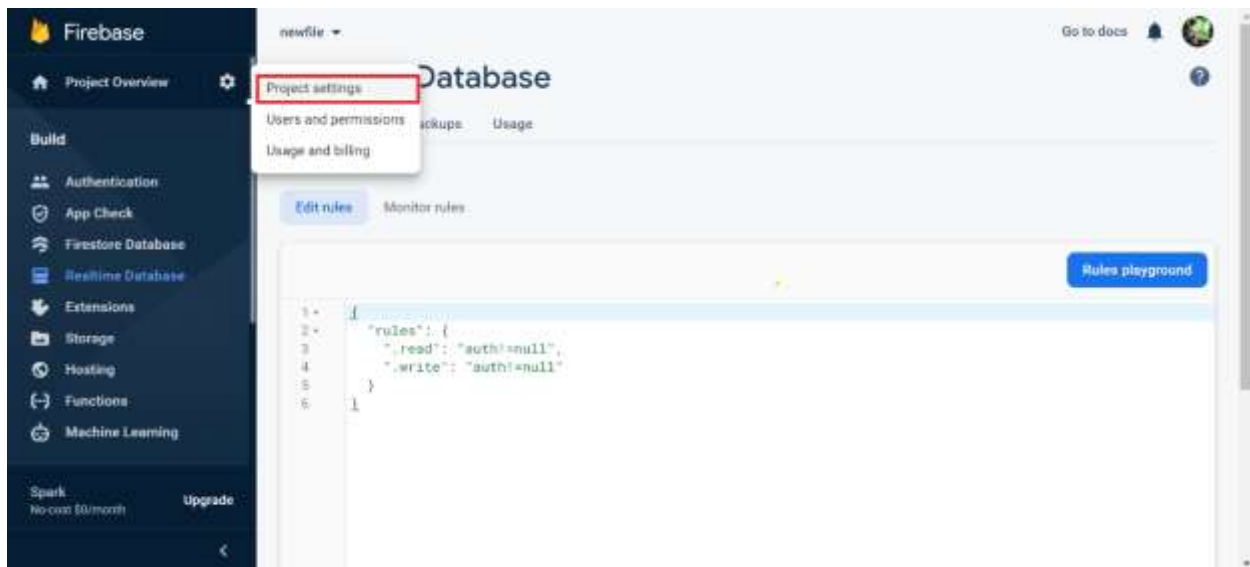 Firebase
newfile
Go to docs
Project Overview
Project settings
Users and permissions
Usage and billing
Database
ackups
Usage
Build
Authentication
App Check
Firestore Database
Realtime Database
Extensions
Storage
Hosting
Functions
Machine Learning
Spark
No-cost $0/month
Upgrade
Edit rules
Monitor rules
Rules playground
1 {
2 "rules": {
3 ".read": "auth!=null",
4 ".write": "auth!=null"
5 }
6 }